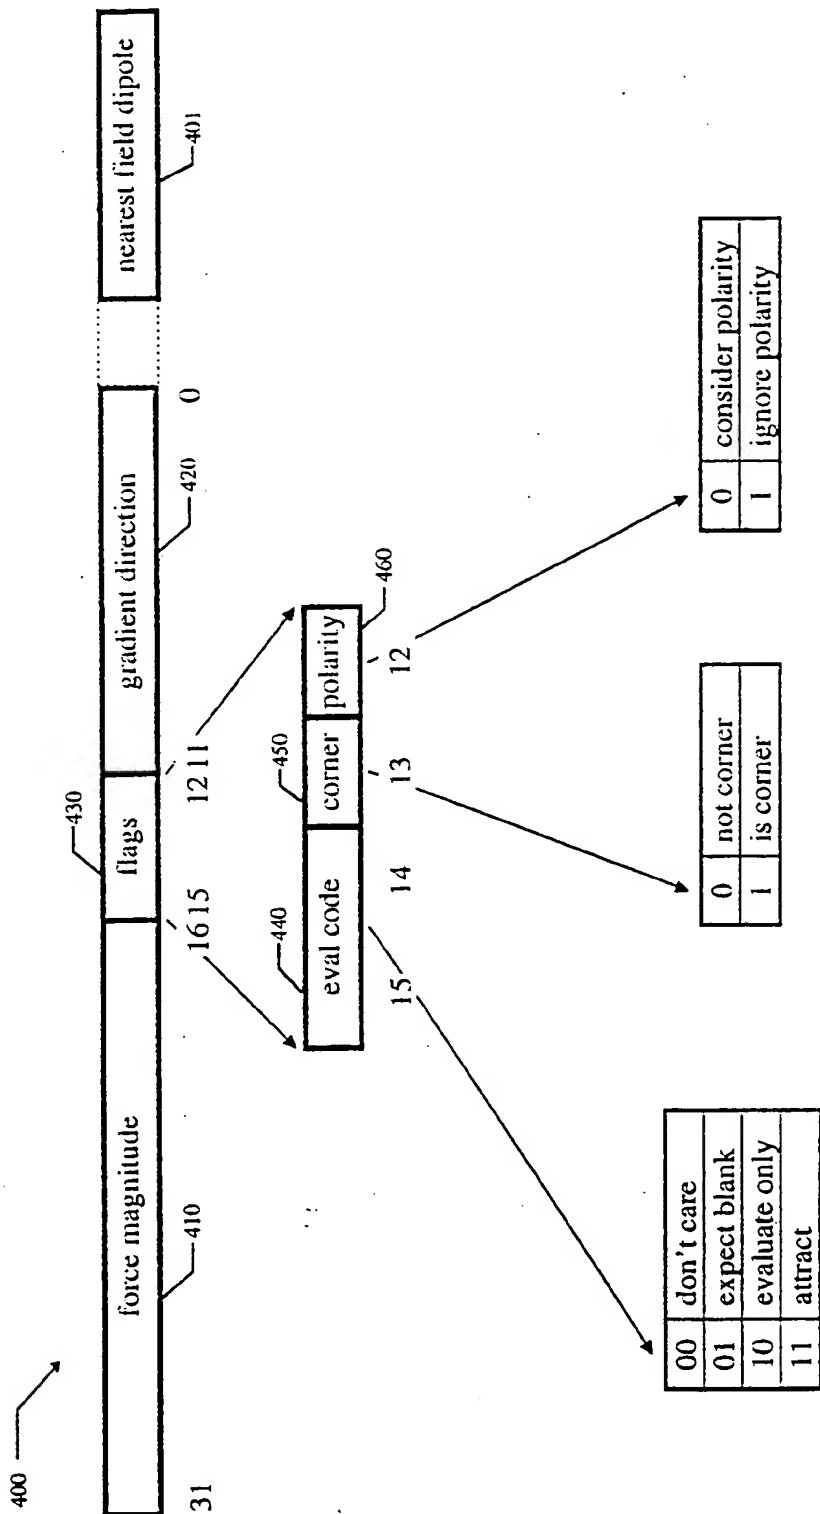 400
force magnitude
flags
gradient direction
nearest field dipole
410
430
420
401
31
16 15
12 11
0
eval code
corner
polarity
440
450
460
15
14
13
12
00 don't care
01 expect blank
10 evaluate only
11 attract
0 not corner
1 is corner
0 consider polarity
1 ignore polarity